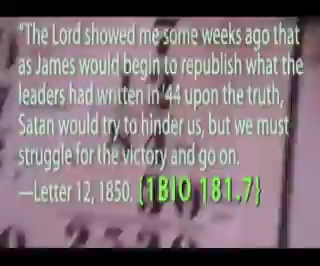 "The Lord showed me some weeks ago that
as James would begin to republish what the
leaders had written in '44 upon the truth,
Satan would try to hinder us, but we must
struggle for the victory and go on.
—Letter 12, 1850. {1BIO 181.7}